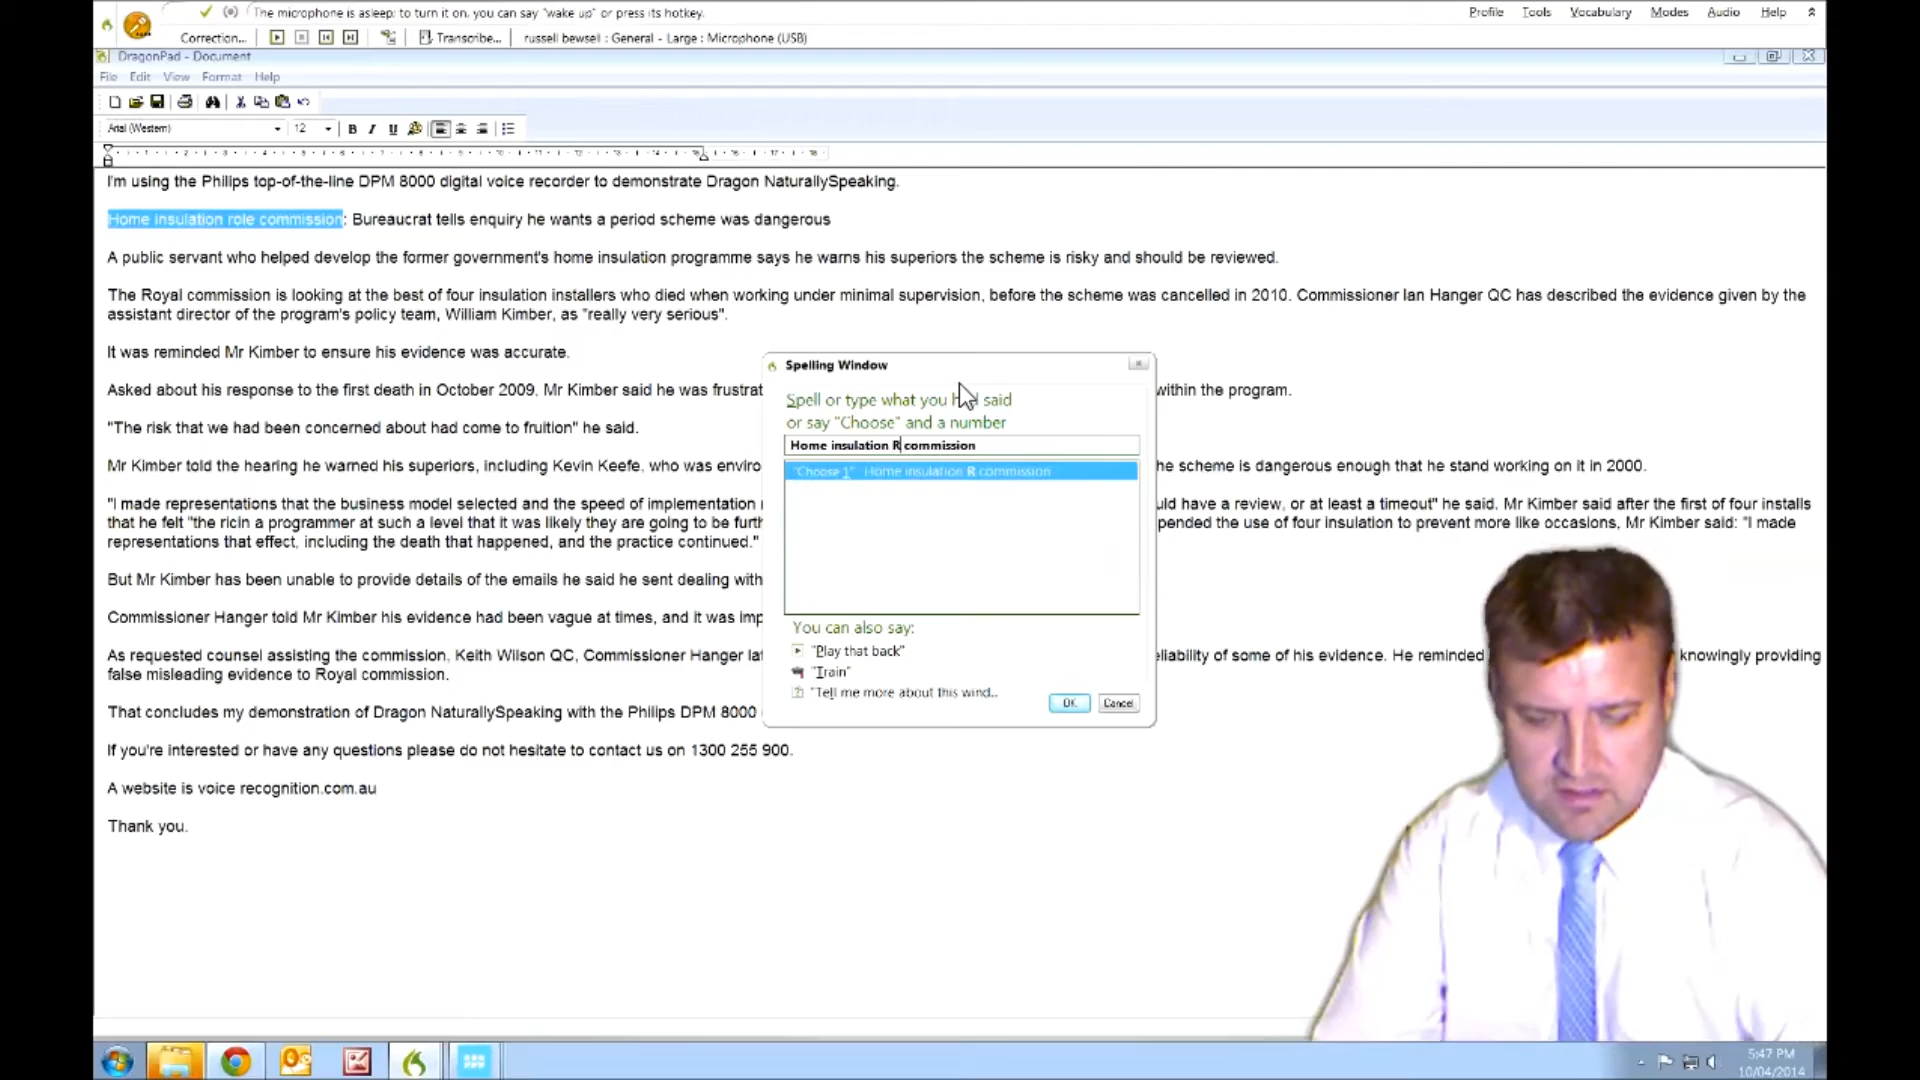 The microphone is asleep; to turn it on, you can say "wake up" or press its hotkey.
Profile Tools Vocabulary Modes Audio Help
Correction... Transcribe... russell bewsell : General - Large : Microphone (USB)
DragonPad - Document
File Edit View Format Help
Arial (Western) 12 B I U
I'm using the Philips top-of-the-line DPM 8000 digital voice recorder to demonstrate Dragon NaturallySpeaking.
Home insulation role commission: Bureaucrat tells enquiry he wants a period scheme was dangerous
A public servant who helped develop the former government's home insulation programme says he warns his superiors the scheme is risky and should be reviewed.
The Royal commission is looking at the best of four insulation installers who died when working under minimal supervision, before the scheme was cancelled in 2010. Commissioner Ian Hanger QC has described the evidence given by the
assistant director of the program's policy team, William Kimber, as "really very serious".
It was reminded Mr Kimber to ensure his evidence was accurate.
Asked about his response to the first death in October 2009, Mr Kimber said he was frustrat within the program.
"The risk that we had been concerned about had come to fruition" he said.
Mr Kimber told the hearing he warned his superiors, including Kevin Keefe, who was enviro he scheme is dangerous enough that he stand working on it in 2000.
"I made representations that the business model selected and the speed of implementation uld have a review, or at least a timeout" he said. Mr Kimber said after the first of four installs
that he felt "the ricin a programmer at such a level that it was likely they are going to be furth pended the use of four insulation to prevent more like occasions, Mr Kimber said: "I made
representations that effect, including the death that happened, and the practice continued."
But Mr Kimber has been unable to provide details of the emails he said he sent dealing with
Commissioner Hanger told Mr Kimber his evidence had been vague at times, and it was imp
As requested counsel assisting the commission, Keith Wilson QC, Commissioner Hanger lat eliability of some of his evidence. He reminded knowingly providing
false misleading evidence to Royal commission.
That concludes my demonstration of Dragon NaturallySpeaking with the Philips DPM 8000
If you're interested or have any questions please do not hesitate to contact us on 1300 255 900.
A website is voice recognition.com.au
Thank you.
Spelling Window
Spell or type what you h d said
or say "Choose" and a number
Home insulation R commission
"Choose 1" Home insulation R commission
You can also say:
"Play that back"
"Train"
"Tell me more about this wind...
OK Cancel
5:47 PM
10/04/2014